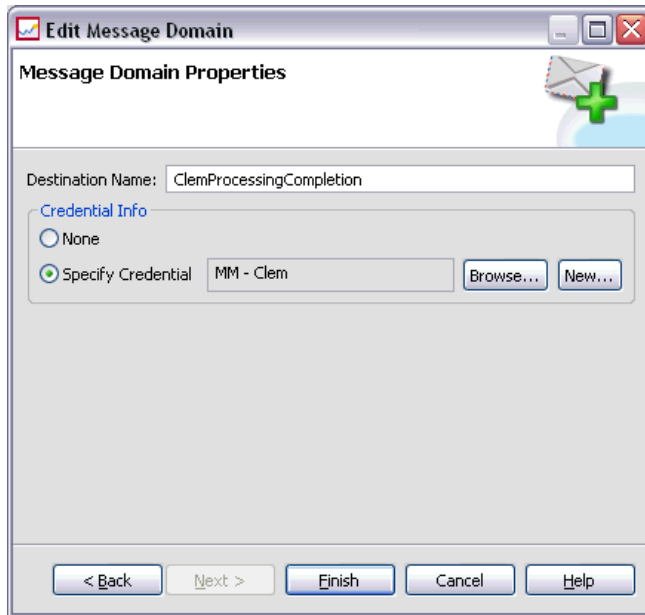 Edit Message Domain
Message Domain Properties
Destination Name: ClemProcessingCompletion
Credential Info
None
Specify Credential MM - Clem Browse... New...
< Back Next > Finish Cancel Help